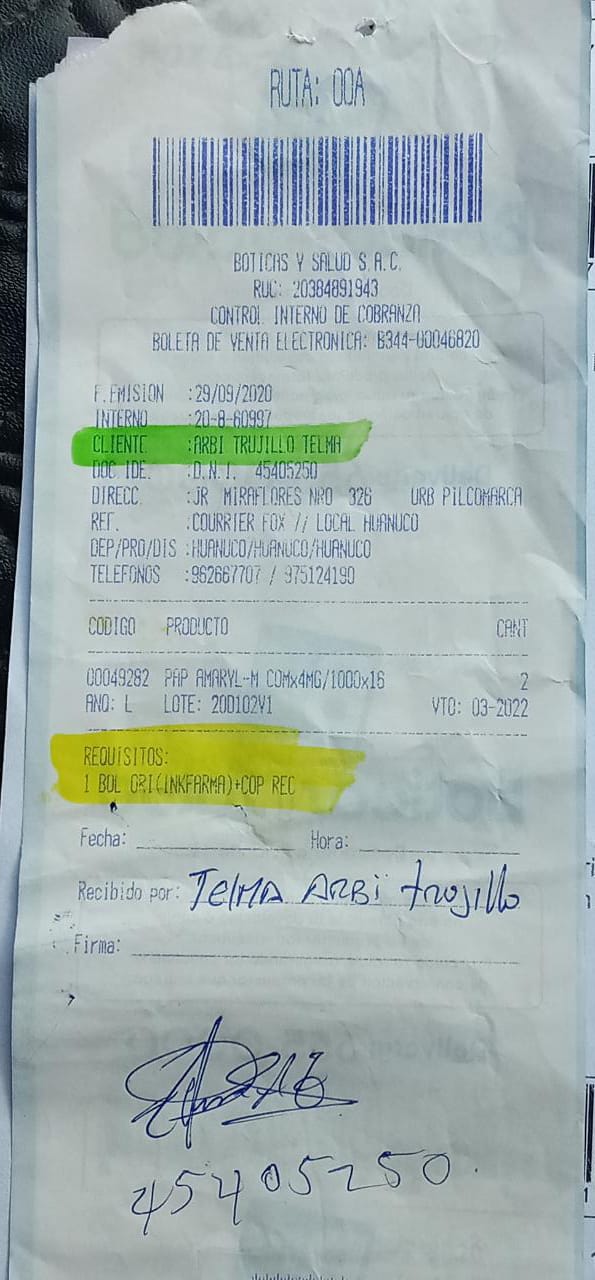 RUTA: 00A
BOTICAS Y SALUD S.A.C.
RUC: 20384891943
CONTROL INTERNO DE COBRANZA
BOLETA DE VENTA ELECTRONICA: B344-00046820
F.EMISION :29/09/2020
INTERNO :20-8-60997
CLIENTE :ARBI TRUJILLO TELMA
DOC.IDE. :D.N.I. 45405250
DIRECC. :JR MIRAFLORES NRO 326 URB PILCOMARCA
REF. :COURRIER FOX // LOCAL HUANUCO
DEP/PRO/DIS :HUANUCO/HUANUCO/HUANUCO
TELEFONOS :962667707 / 975124190
CODIGO PRODUCTO CANT
00049282 PAP AMARYL-M COMx4MG/1000x16 2
ANQ: L LOTE: 20D102V1 VTO: 03-2022
REQUISITOS:
1 BOL ORI(INKFARMA)+COP REC
Fecha: Hora:
Recibido por: TELMA ARBI trujillo
Firma:
45405250.